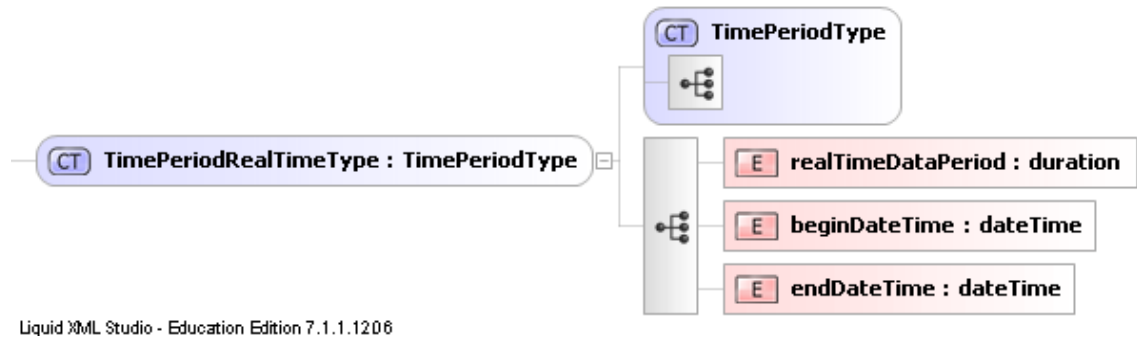 CT TimePeriodType
CT TimePeriodRealTimeType : TimePeriodType
E realTimeDataPeriod : duration
E beginDateTime : dateTime
E endDateTime : dateTime
Liquid XML Studio - Education Edition 7.1.1.1206